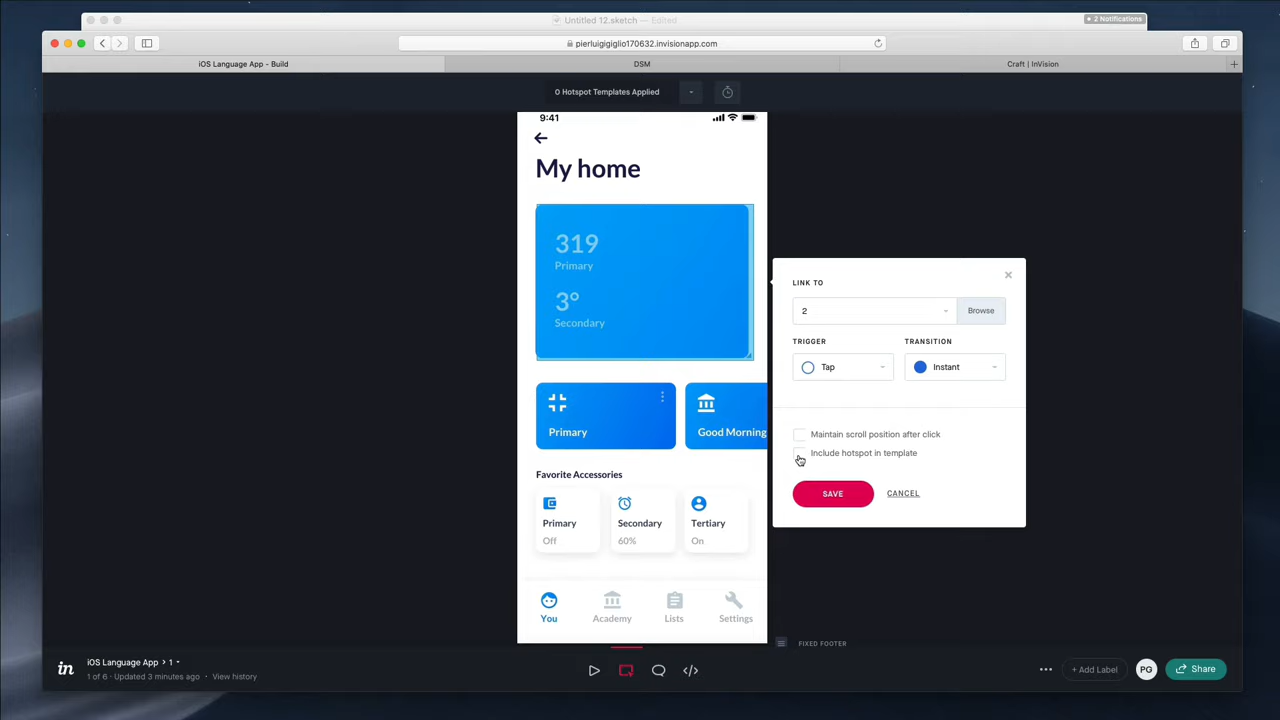 Untitled 12.sketch — Edited
2 Notifications
pierluigigiglio170632.invisionapp.com
iOS Language App - Build
DSM
Craft | InVision
0 Hotspot Templates Applied
9:41
My home
319
Primary
3°
Secondary
Primary
Good Morning
Favorite Accessories
Primary
Off
Secondary
60%
Tertiary
On
You
Academy
Lists
Settings
LINK TO
2
Browse
TRIGGER
TRANSITION
Tap
Instant
Maintain scroll position after click
Include hotspot in template
SAVE
CANCEL
FIXED FOOTER
in
iOS Language App > 1
1 of 6 · Updated 3 minutes ago · View history
</>
+ Add Label
PG
Share